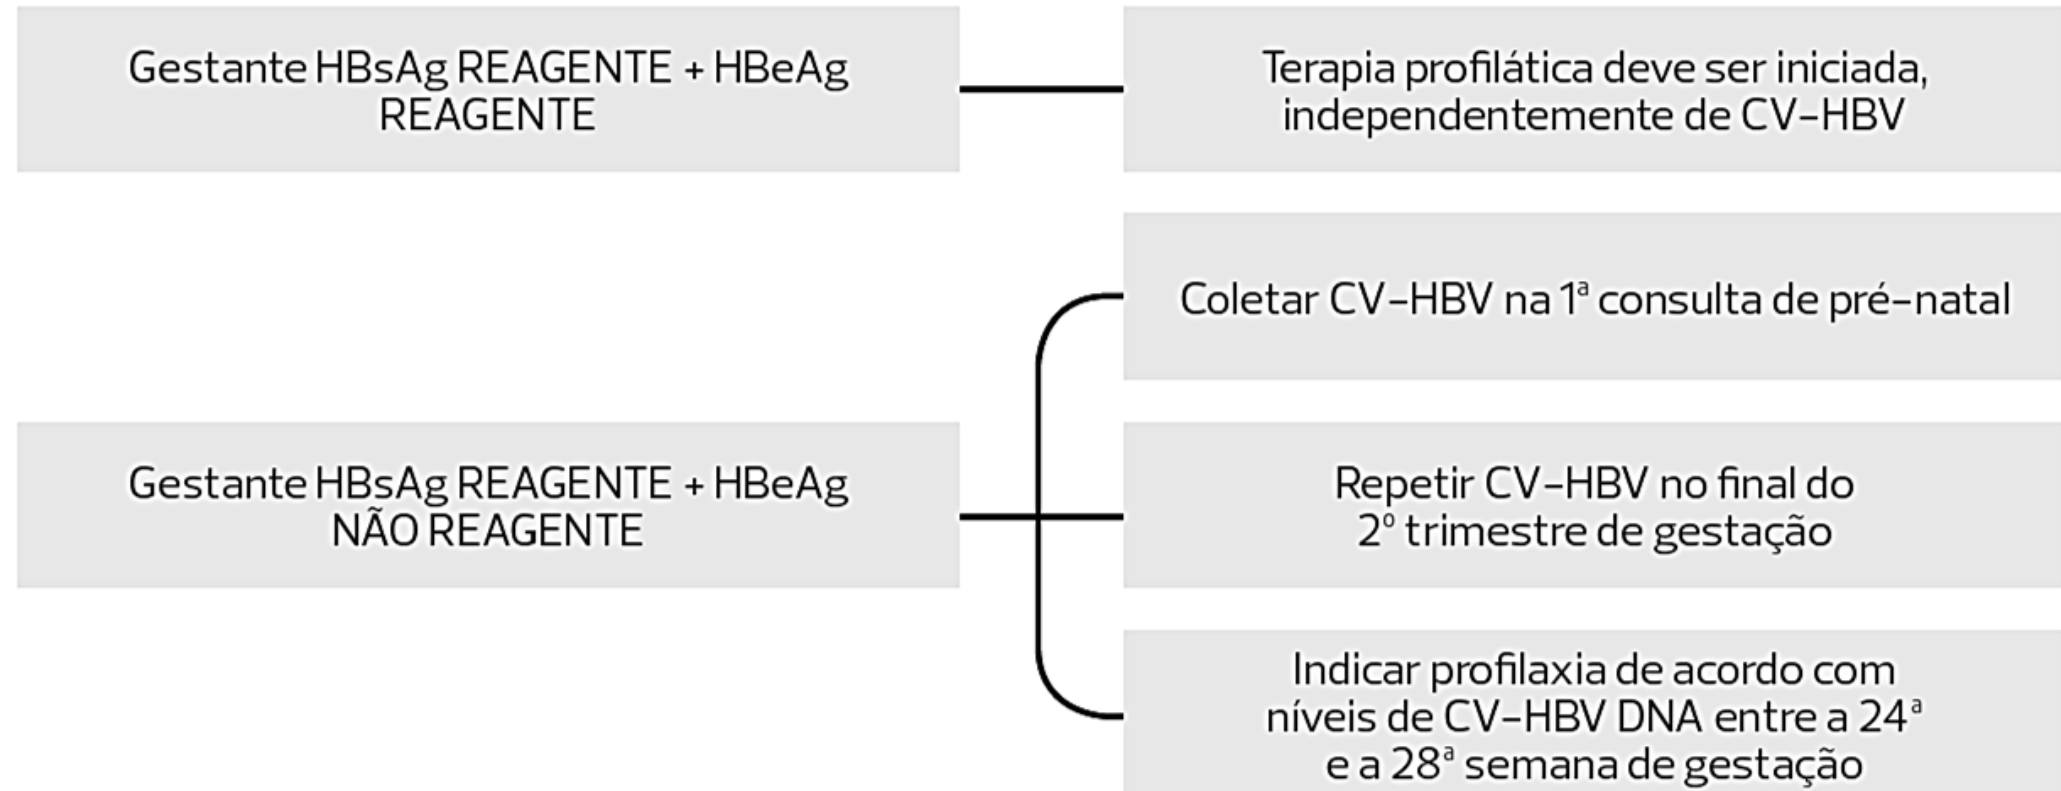 Gestante HBsAg REAGENTE + HBeAg
REAGENTE
Terapia profilática deve ser iniciada,
independentemente de CV-HBV
Gestante HBsAg REAGENTE + HBeAg
NÃO REAGENTE
Coletar CV-HBV na 1ª consulta de pré-natal
Repetir CV-HBV no final do
2º trimestre de gestação
Indicar profilaxia de acordo com
níveis de CV-HBV DNA entre a 24ª
e a 28ª semana de gestação